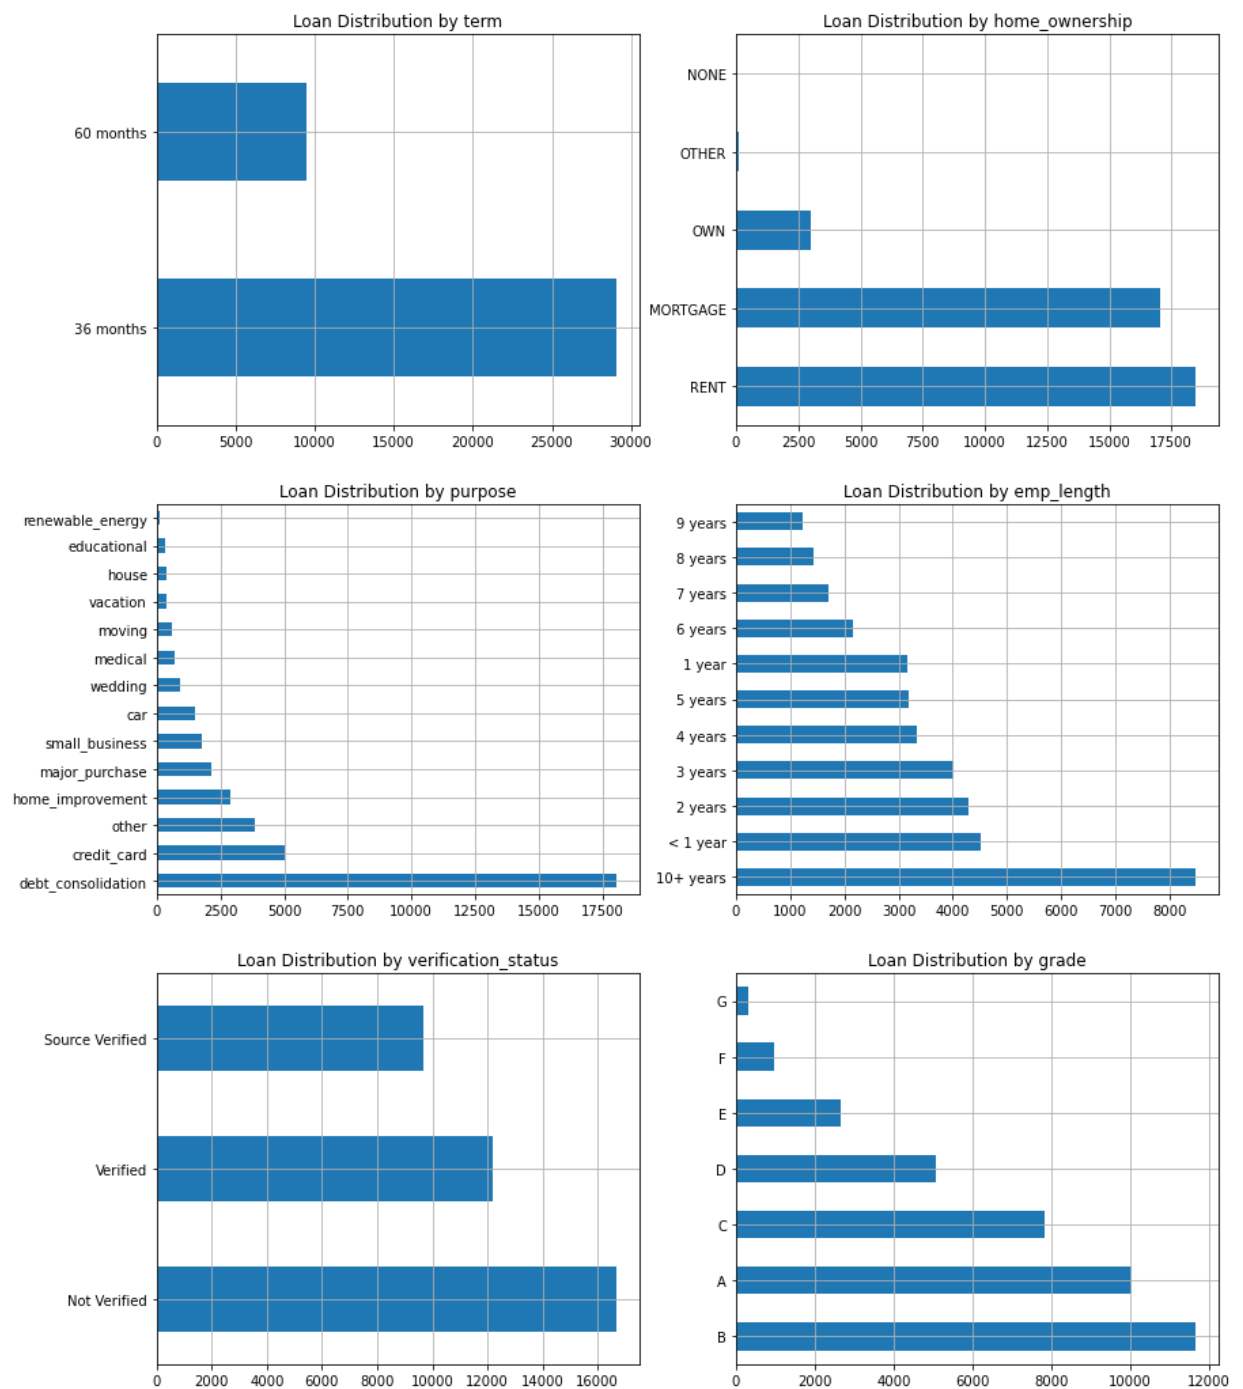 Loan Distribution by term
60 months
36 months
0 5000 10000 15000 20000 25000 30000
Loan Distribution by home_ownership
NONE
OTHER
OWN
MORTGAGE
RENT
0 2500 5000 7500 10000 12500 15000 17500
Loan Distribution by purpose
renewable_energy
educational
house
vacation
moving
medical
wedding
car
small_business
major_purchase
home_improvement
other
credit_card
debt_consolidation
0 2500 5000 7500 10000 12500 15000 17500
Loan Distribution by emp_length
9 years
8 years
7 years
6 years
1 year
5 years
4 years
3 years
2 years
< 1 year
10+ years
0 1000 2000 3000 4000 5000 6000 7000 8000
Loan Distribution by verification_status
Source Verified
Verified
Not Verified
0 2000 4000 6000 8000 10000 12000 14000 16000
Loan Distribution by grade
G
F
E
D
C
A
B
0 2000 4000 6000 8000 10000 12000